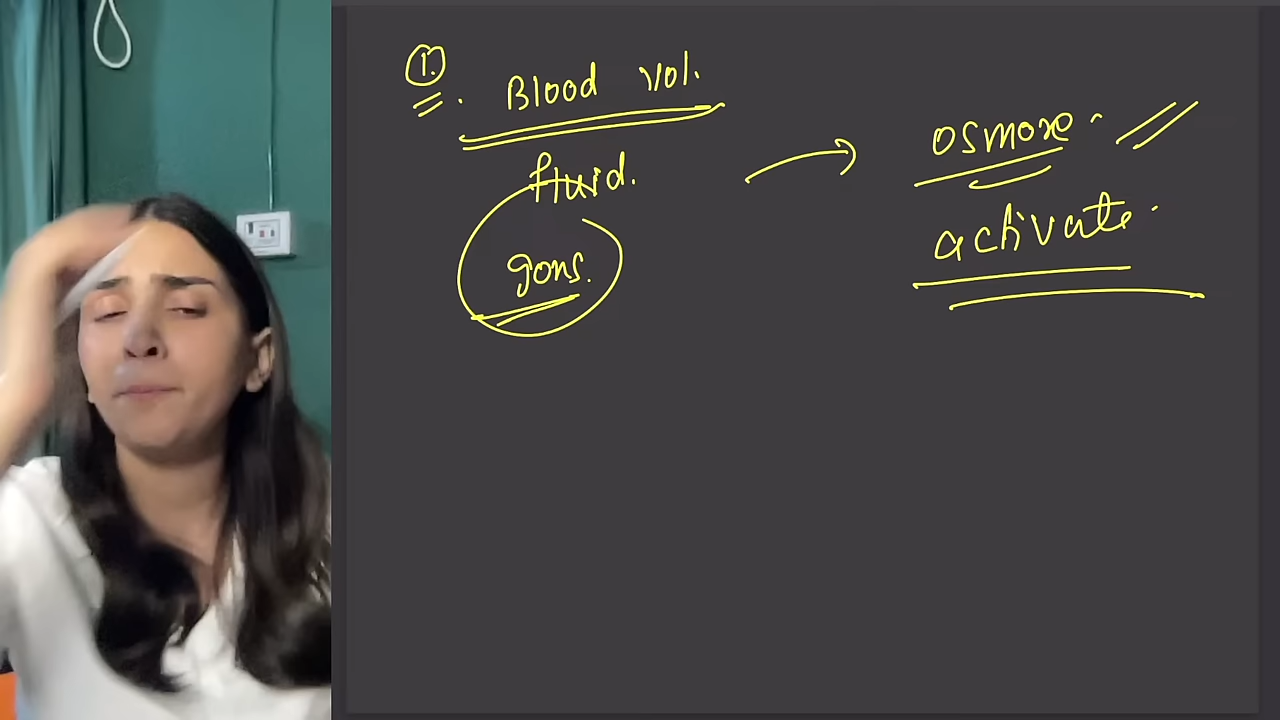 1.
Blood vol.
fluid.
ions.
→ osmore.
activate.